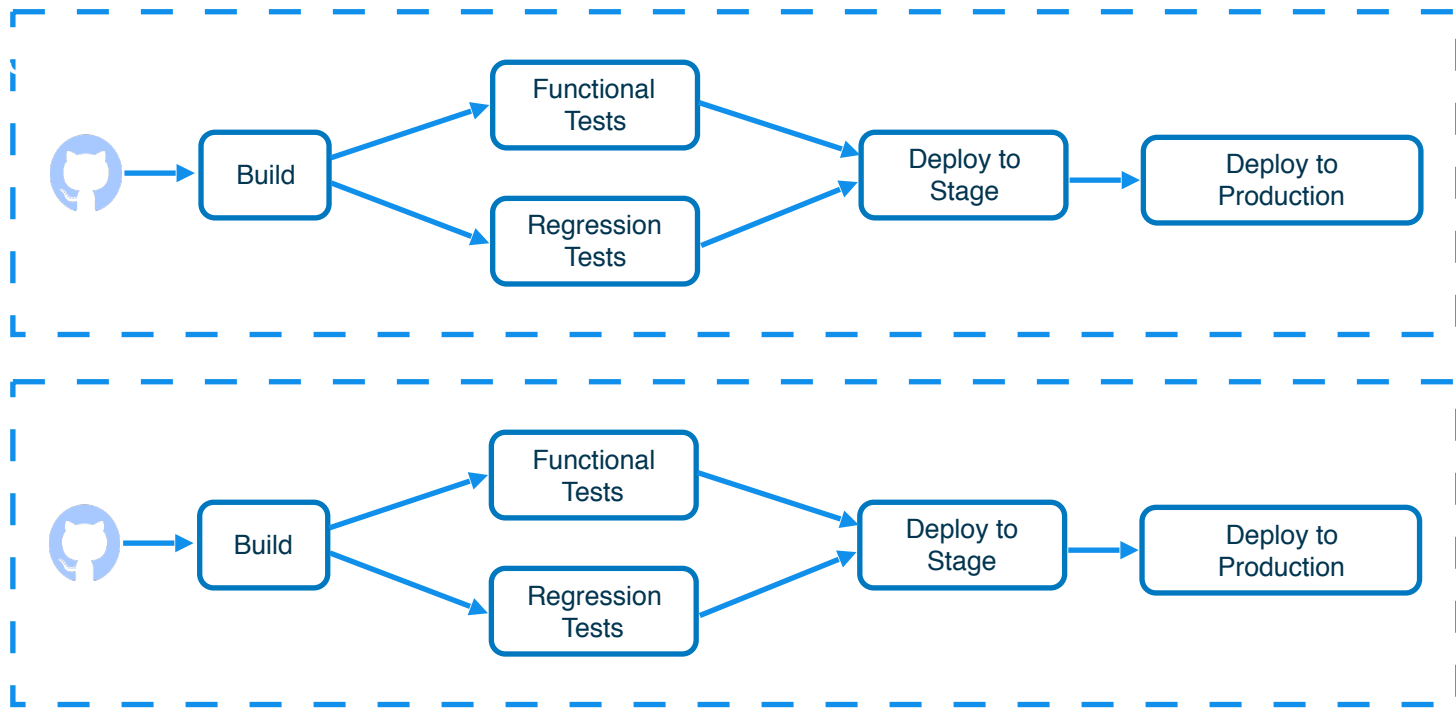 Functional
Tests
Build
Regression
Tests
Deploy to
Stage
Deploy to
Production
Functional
Tests
Build
Regression
Tests
Deploy to
Stage
Deploy to
Production